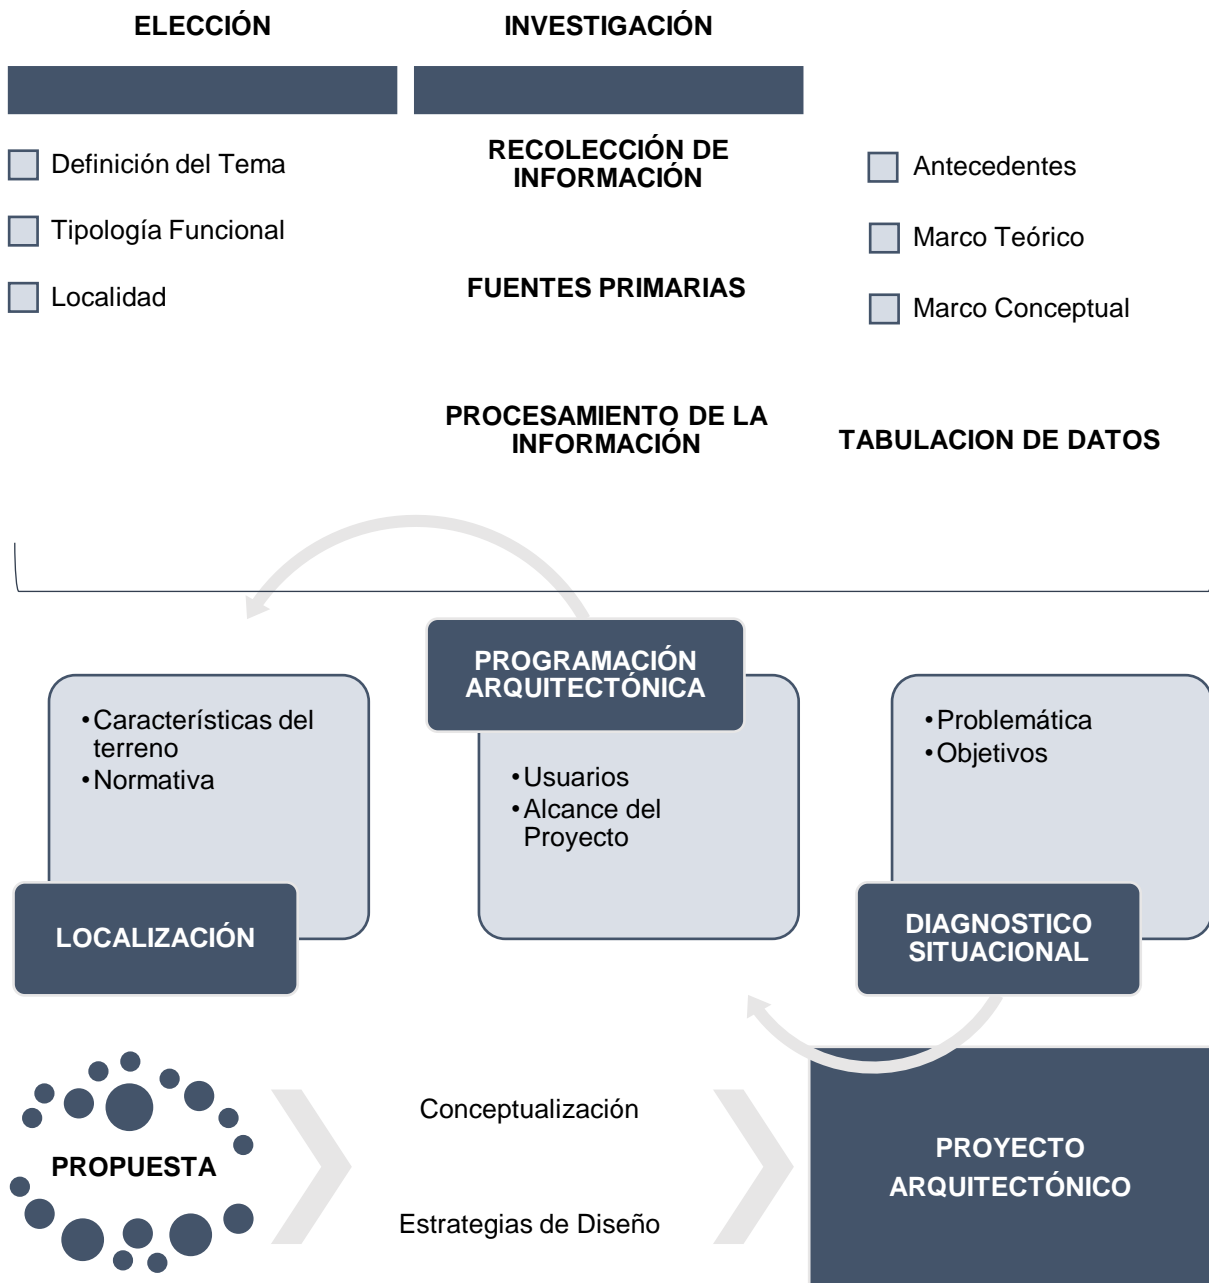 ELECCIÓN
INVESTIGACIÓN
Definición del Tema
Tipología Funcional
Localidad
RECOLECCIÓN DE
INFORMACIÓN
FUENTES PRIMARIAS
PROCESAMIENTO DE LA
INFORMACIÓN
Antecedentes
Marco Teórico
Marco Conceptual
TABULACION DE DATOS
•Características del
terreno
•Normativa
LOCALIZACIÓN
PROGRAMACIÓN
ARQUITECTÓNICA
•Usuarios
•Alcance del
Proyecto
•Problemática
•Objetivos
DIAGNOSTICO
SITUACIONAL
PROPUESTA
Conceptualización
Estrategias de Diseño
PROYECTO
ARQUITECTÓNICO